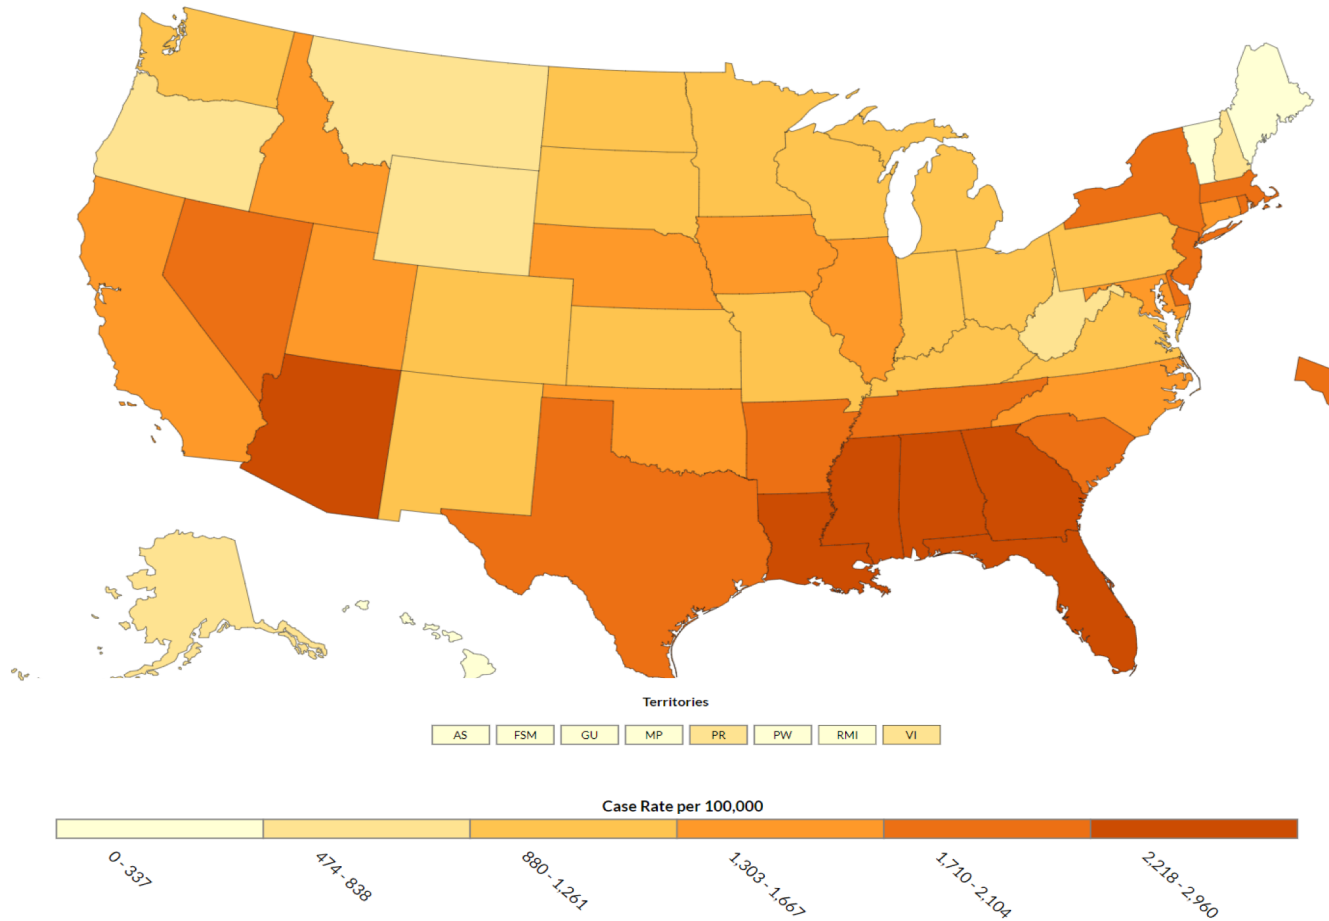 Territories
AS FSM GU MP PR PW RMI VI
Case Rate per 100,000
0 - 337
474 - 838
880 - 1,261
1,303 - 1,667
1,710 - 2,104
2,218 - 2,960